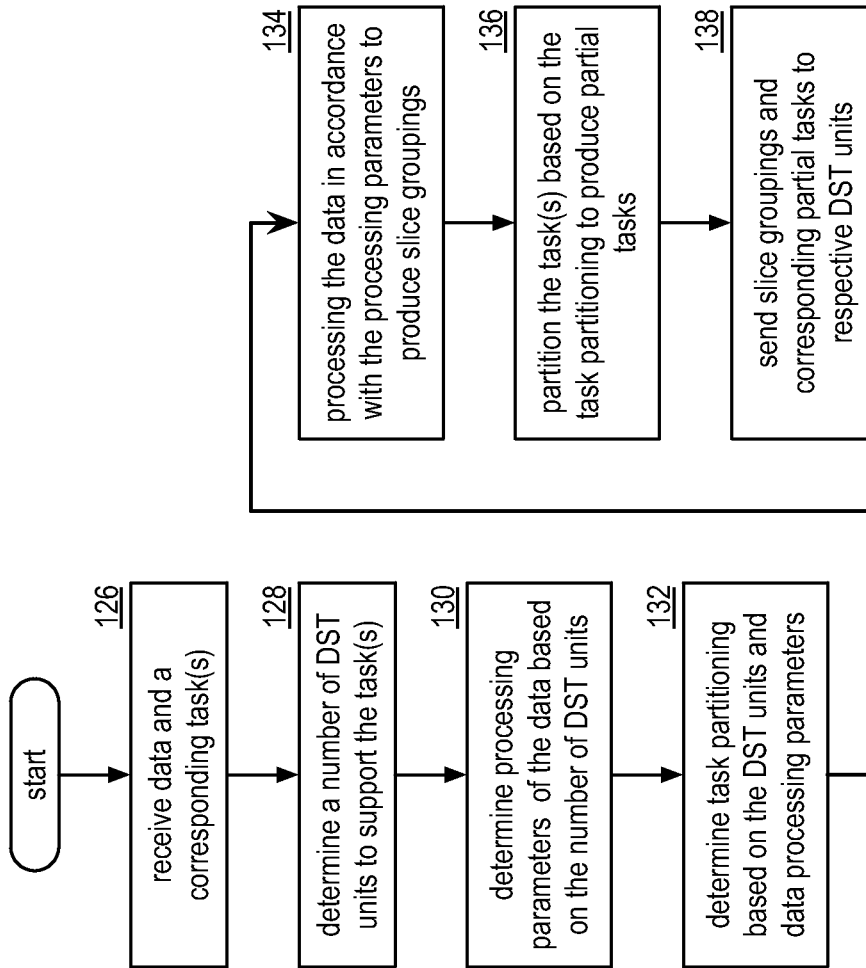 start
126
receive data and a
corresponding task(s)
128
determine a number of DST
units to support the task(s)
130
determine processing
parameters of the data based
on the number of DST units
132
determine task partitioning
based on the DST units and
data processing parameters
134
processing the data in accordance
with the processing parameters to
produce slice groupings
136
partition the task(s) based on the
task partitioning to produce partial
tasks
138
send slice groupings and
corresponding partial tasks to
respective DST units